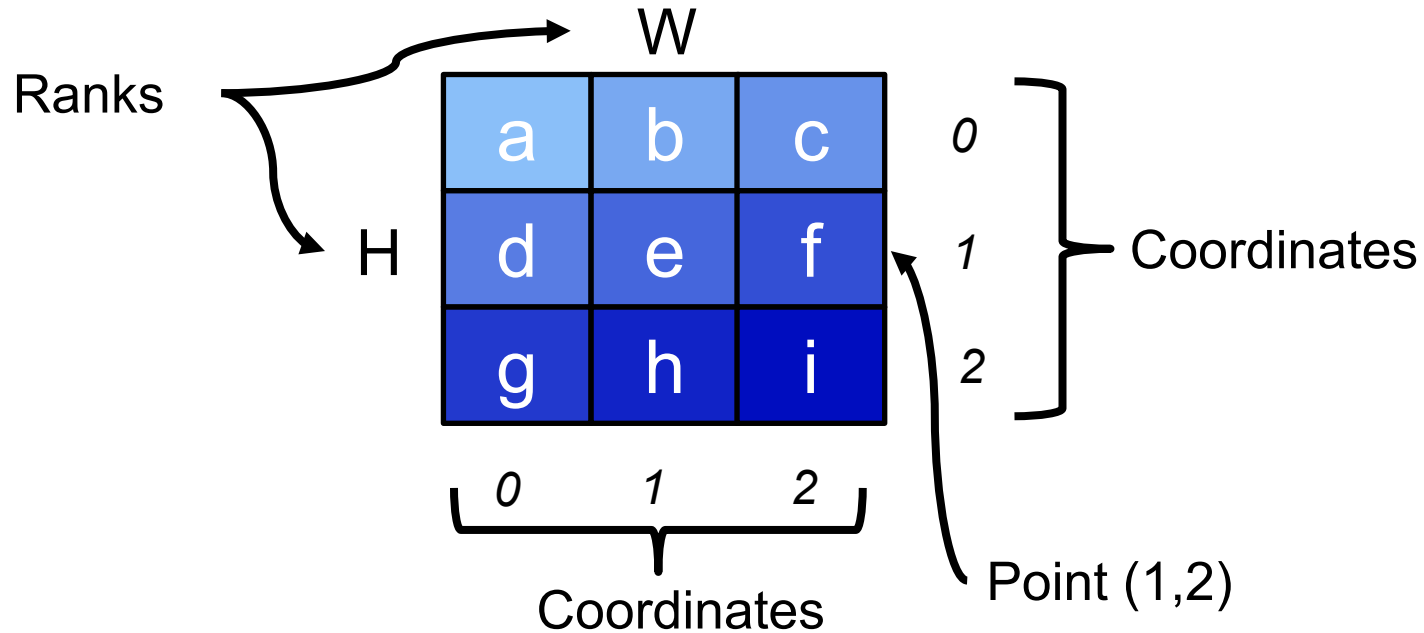 W
Ranks
a b c 0
H d e f 1 Coordinates
g h i 2
0 1 2
Coordinates
Point (1,2)